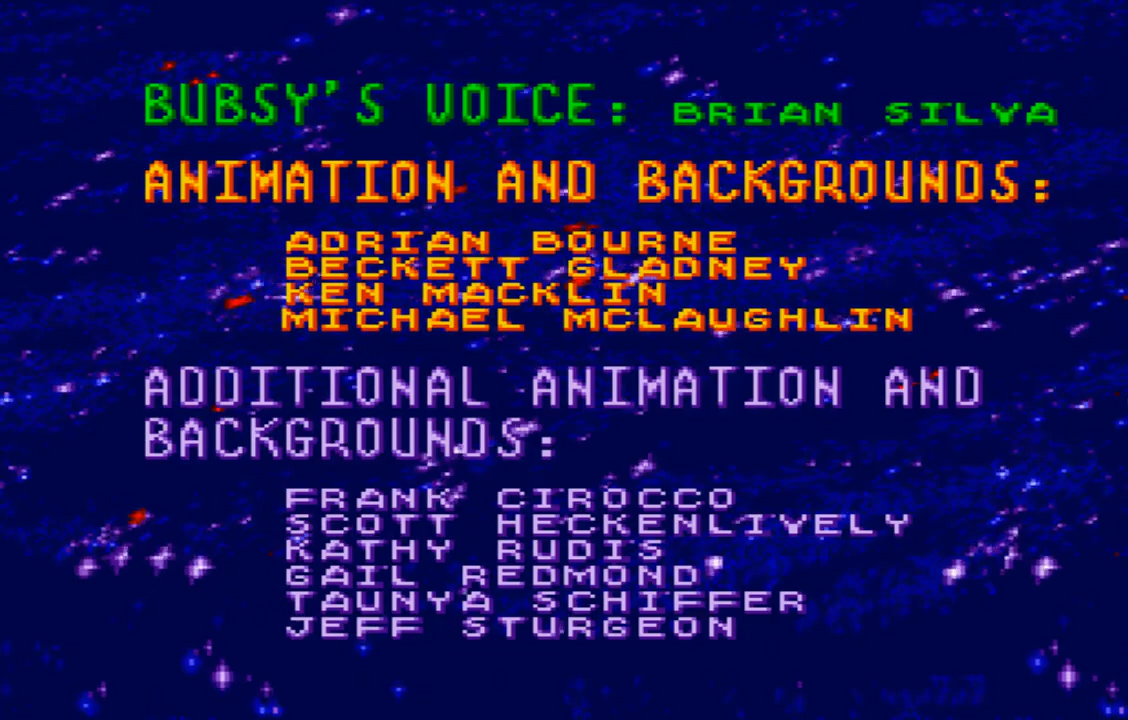 BUBSY'S VOICE: BRIAN SILVA
ANIMATION AND BACKGROUNDS:
ADRIAN BOURNE
BECKETT GLADNEY
KEN MACKLIN
MICHAEL MCLAUGHLIN
ADDITIONAL ANIMATION AND
BACKGROUNDS:
FRANK CIROCCO
SCOTT HECKENLIVELY
KATHY RUDIS
GAIL REDMOND
TAUNYA SCHIFFER
JEFF STURGEON